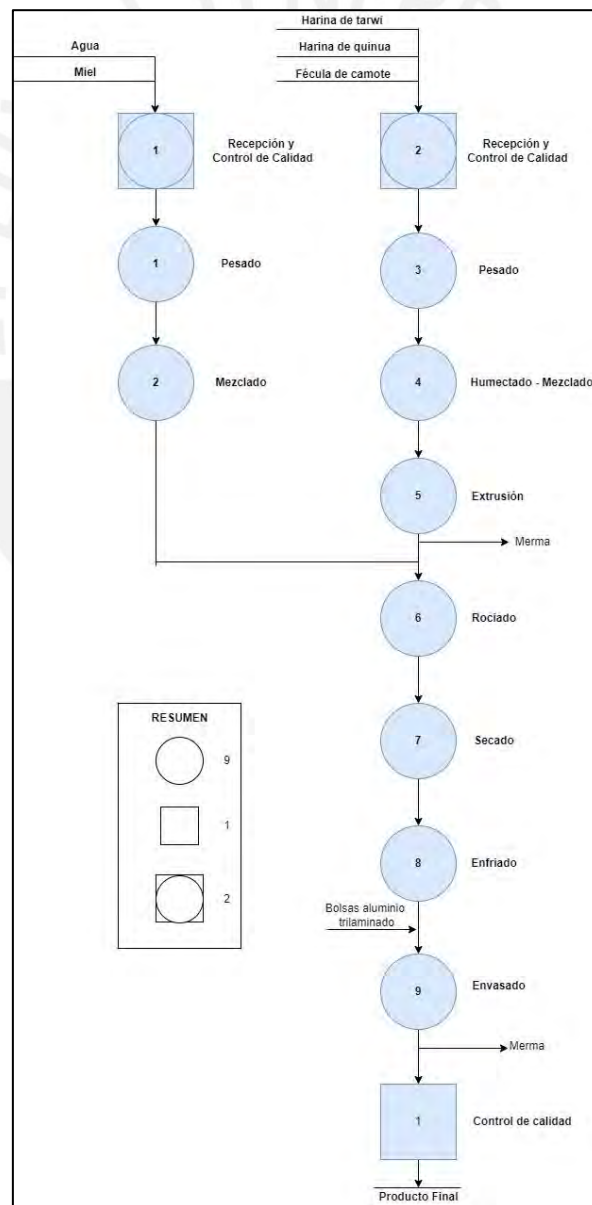 Harina de tarwi
Agua
Harina de quinua
Miel
Fécula de camote
1
Recepción y
Control de Calidad
2
Recepción y
Control de Calidad
1
Pesado
3
Pesado
2
Mezclado
4
Humectado - Mezclado
5
Extrusión
Merma
6
Rociado
RESUMEN
9
1
2
7
Secado
8
Enfriado
Bolsas aluminio
trilaminado
9
Envasado
Merma
1
Control de calidad
Producto Final